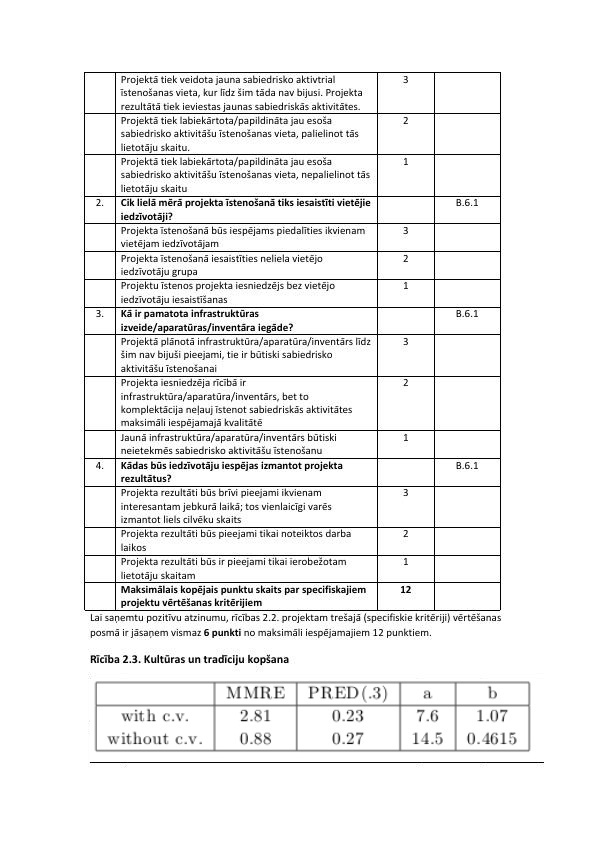 Projektā tiek veidota jauna sabiedrisko aktivtrial 3
īstenošanas vieta, kur līdz šim tāda nav bijusi. Projekta
rezultātā tiek ieviestas jaunas sabiedriskās aktivitātes.
Projektā tiek labiekārtota/papildināta jau esoša 2
sabiedrisko aktivitāšu īstenošanas vieta, palielinot tās
lietotāju skaitu.
Projektā tiek labiekārtota/papildināta jau esoša 1
sabiedrisko aktivitāšu īstenošanas vieta, nepalielinot tās
lietotāju skaitu
2. Cik lielā mērā projekta īstenošanā tiks iesaistīti vietējie B.6.1
iedzīvotāji?
Projekta īstenošanā būs iespējams piedalīties ikvienam 3
vietējam iedzīvotājam
Projekta īstenošanā iesaistīties neliela vietējo 2
iedzīvotāju grupa
Projektu īstenos projekta iesniedzējs bez vietējo 1
iedzīvotāju iesaistīšanas
3. Kā ir pamatota infrastruktūras B.6.1
izveide/aparatūras/inventāra iegāde?
Projektā plānotā infrastruktūra/aparatūra/inventārs līdz 3
šim nav bijuši pieejami, tie ir būtiski sabiedrisko
aktivitāšu īstenošanai
Projekta iesniedzēja rīcībā ir 2
infrastruktūra/aparatūra/inventārs, bet to
komplektācija neļauj īstenot sabiedriskās aktivitātes
maksimāli iespējamajā kvalitātē
Jaunā infrastruktūra/aparatūra/inventārs būtiski 1
neietekmēs sabiedrisko aktivitāšu īstenošanu
4. Kādas būs iedzīvotāju iespējas izmantot projekta B.6.1
rezultātus?
Projekta rezultāti būs brīvi pieejami ikvienam 3
interesantam jebkurā laikā; tos vienlaicīgi varēs
izmantot liels cilvēku skaits
Projekta rezultāti būs pieejami tikai noteiktos darba 2
laikos
Projekta rezultāti būs ir pieejami tikai ierobežotam 1
lietotāju skaitam
Maksimālais kopējais punktu skaits par specifiskajiem 12
projektu vērtēšanas kritērijiem
Lai saņemtu pozitīvu atzinumu, rīcības 2.2. projektam trešajā (specifiskie kritēriji) vērtēšanas
posmā ir jāsaņem vismaz 6 punkti no maksimāli iespējamajiem 12 punktiem.
Rīcība 2.3. Kultūras un tradīciju kopšana
MMRE PRED(.3) a b
with c.v. 2.81 0.23 7.6 1.07
without c.v. 0.88 0.27 14.5 0.4615